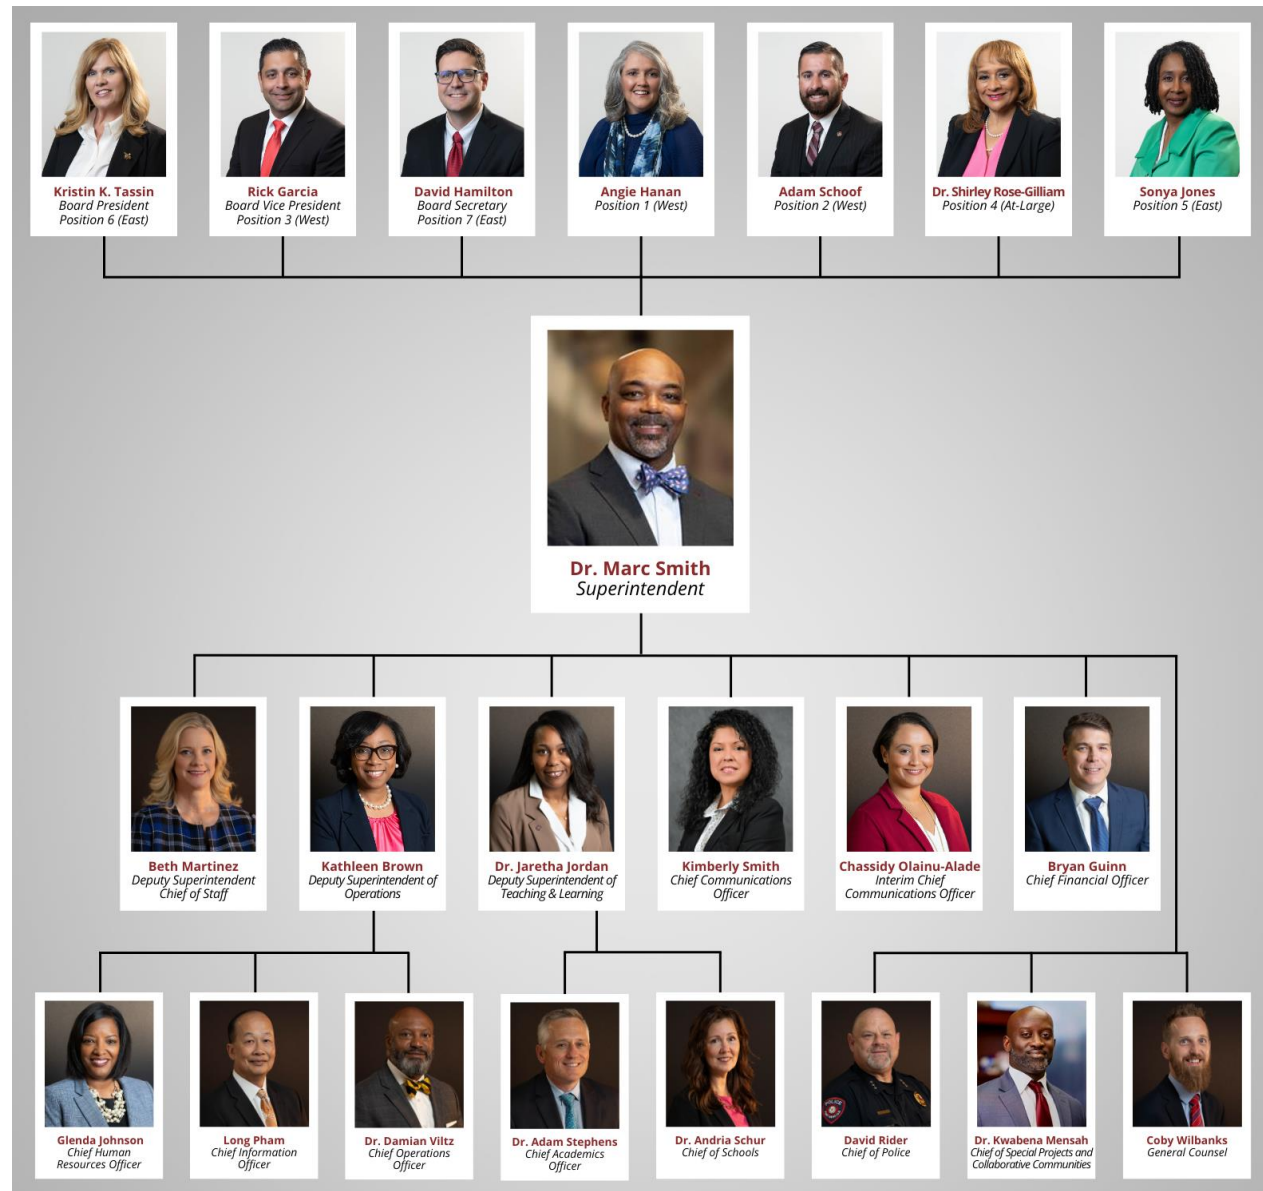 Kristin K. Tassin
Board President
Position 6 (East)
Rick Garcia
Board Vice President
Position 3 (West)
David Hamilton
Board Secretary
Position 7 (East)
Angie Hanan
Position 1 (West)
Adam Schoof
Position 2 (West)
Dr. Shirley Rose-Gilliam
Position 4 (At-Large)
Sonya Jones
Position 5 (East)
Dr. Marc Smith
Superintendent
Beth Martinez
Deputy Superintendent
Chief of Staff
Kathleen Brown
Deputy Superintendent of
Operations
Dr. Jaretha Jordan
Deputy Superintendent of
Teaching & Learning
Kimberly Smith
Chief Communications
Officer
Chassidy Olainu-Alade
Interim Chief
Communications Officer
Bryan Guinn
Chief Financial Officer
Glenda Johnson
Chief Human
Resources Officer
Long Pham
Chief Information
Officer
Dr. Damian Viltz
Chief Operations
Officer
Dr. Adam Stephens
Chief Academics
Officer
Dr. Andria Schur
Chief of Schools
POLICE
David Rider
Chief of Police
Dr. Kwabena Mensah
Chief of Special Projects and
Collaborative Communities
Coby Wilbanks
General Counsel